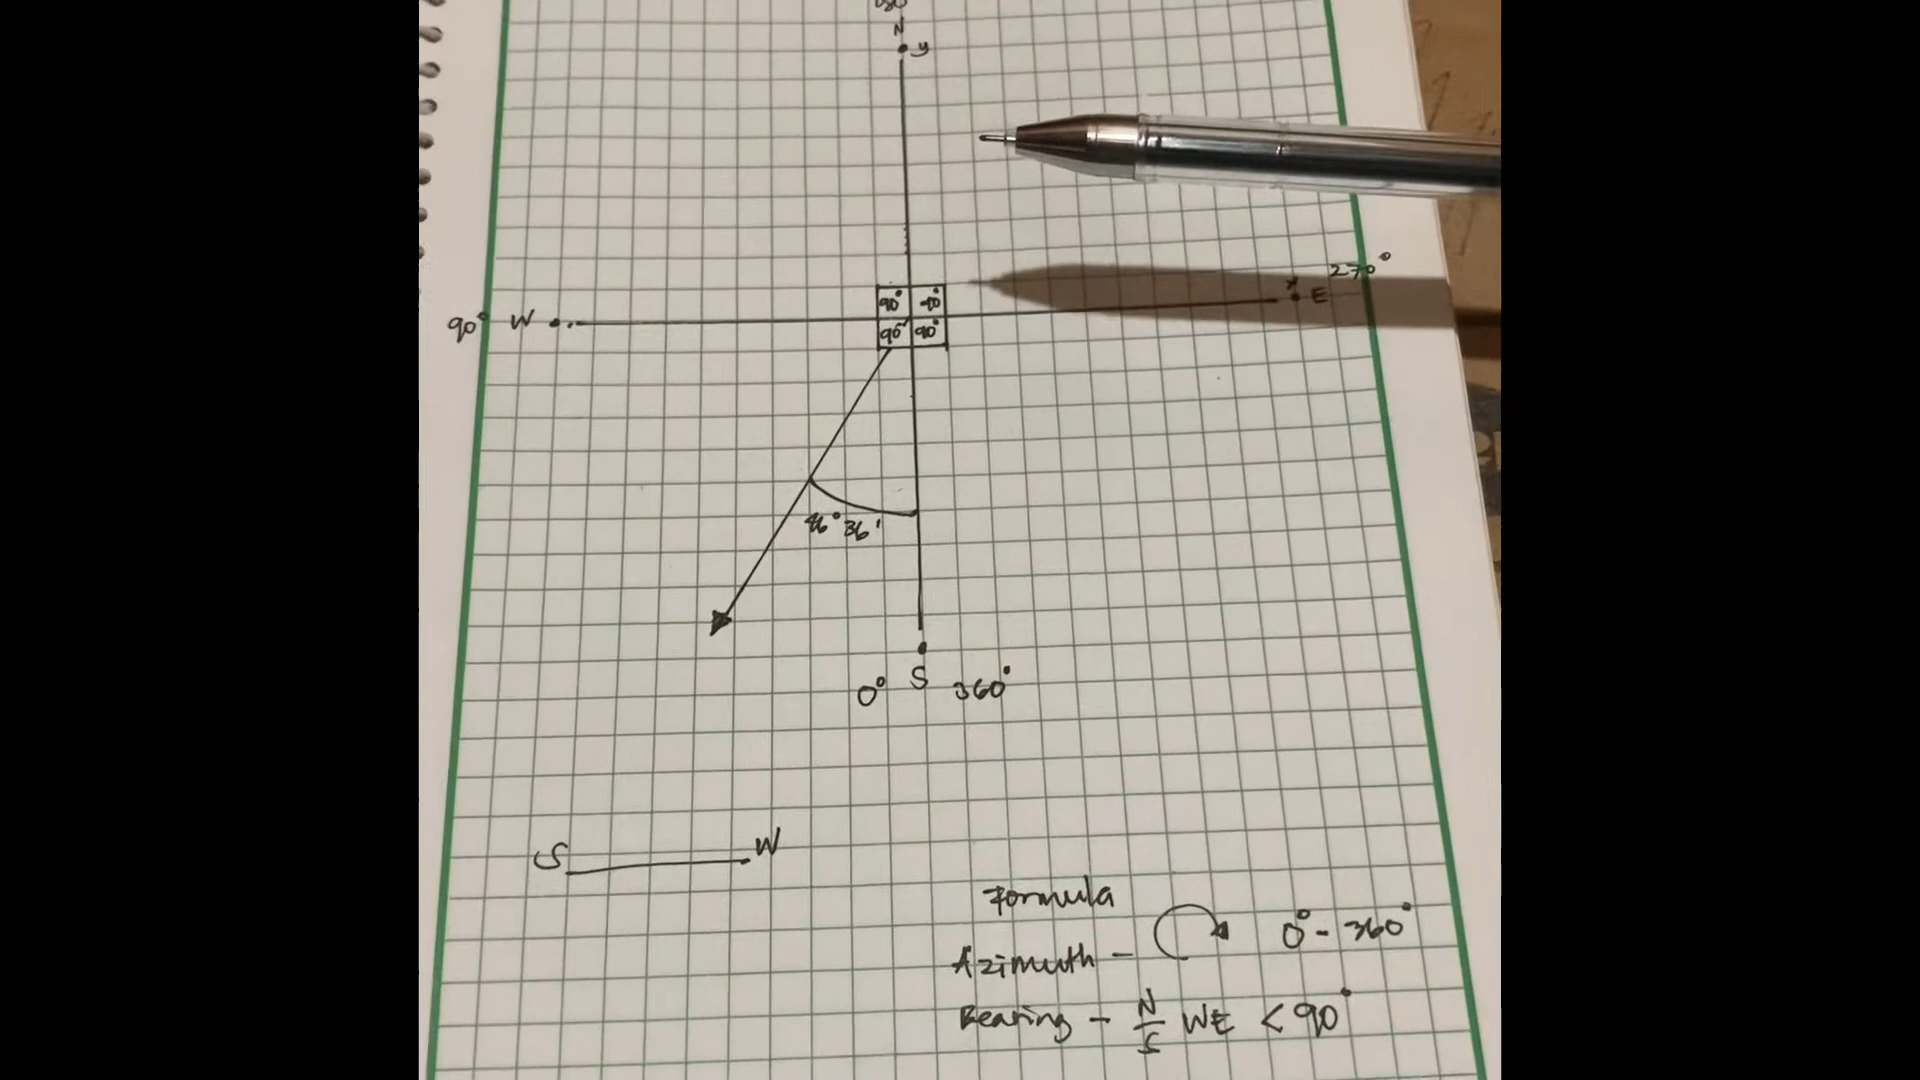 N
y
270°
x
E
90° W
90° 90°
90° 90°
46° 36'
0° S 360°
S W
Formula
Azimuth - 0° - 360°
Bearing - N/S WE < 90°